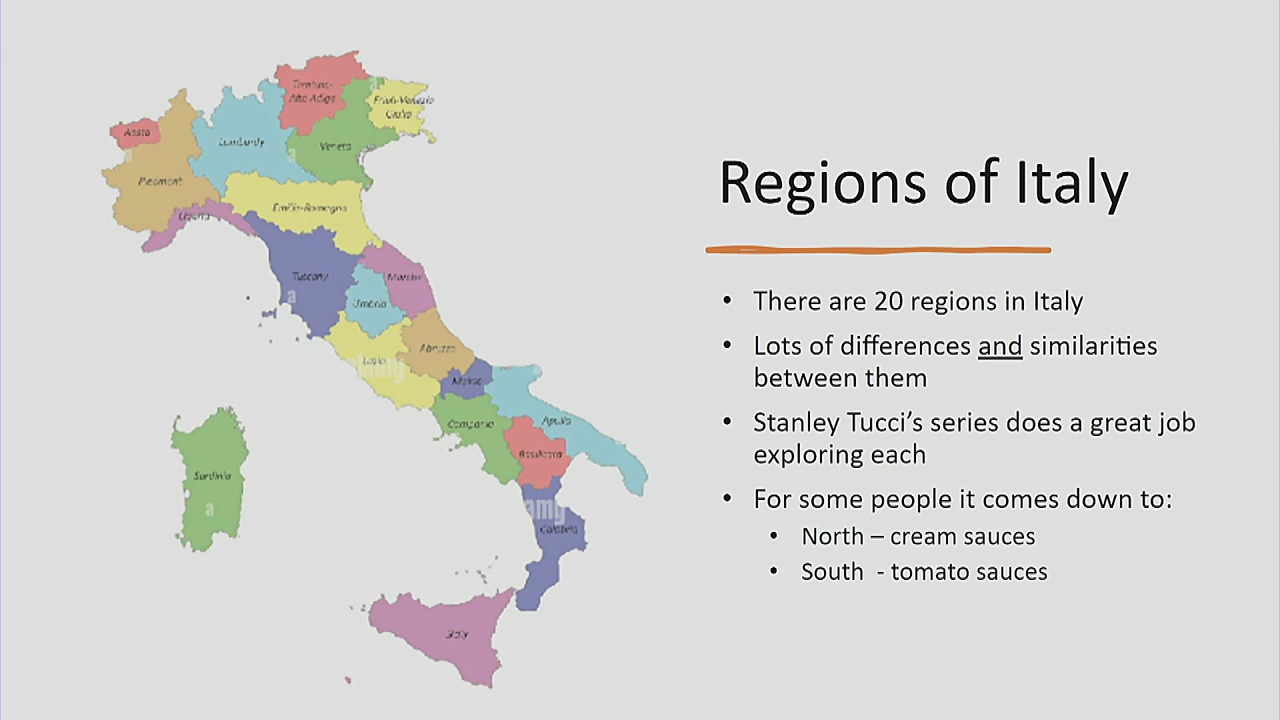 Trentino-
Alto Adige
Friuli-Venezia
Giulia
Aosta
Lombardy
Veneto
Piedmont
Emilia-Romagna
Liguria
Tuscany
Marche
Umbria
Lazio
Abruzzo
Molise
Apulia
Campania
Basilicata
Sardinia
a
Calabria
Sicily
Regions of Italy
• There are 20 regions in Italy
• Lots of differences and similarities
between them
• Stanley Tucci’s series does a great job
exploring each
• For some people it comes down to:
• North – cream sauces
• South - tomato sauces